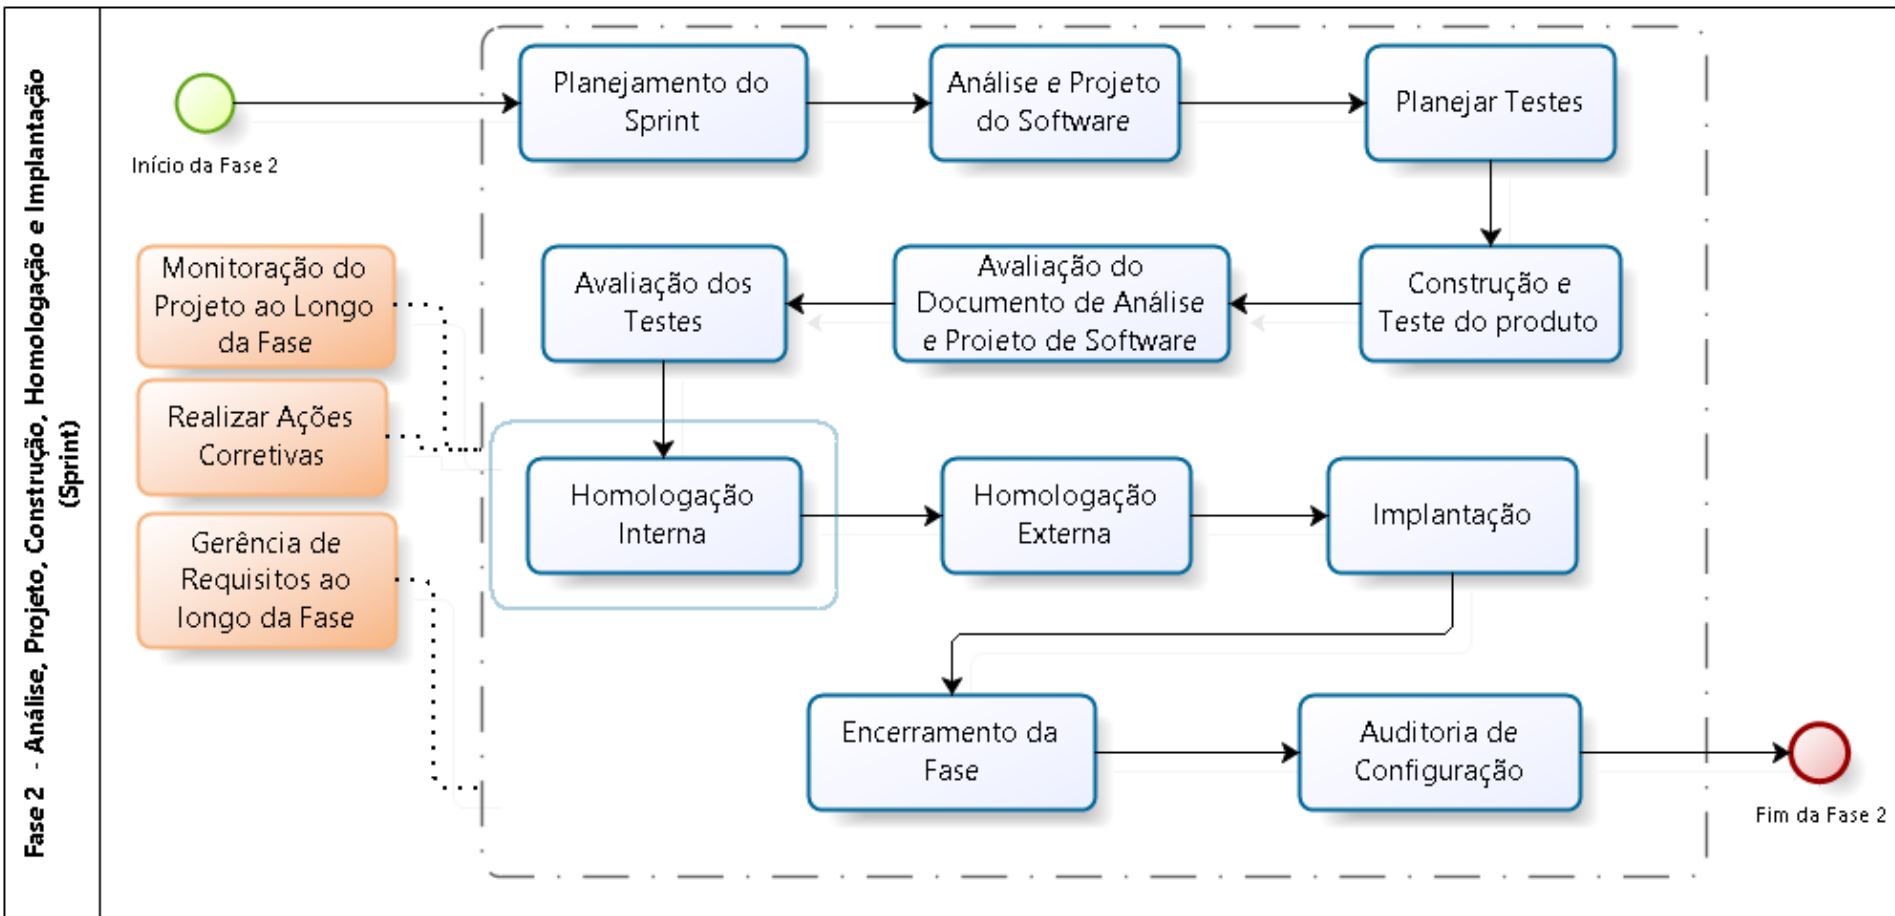 Fase 2 - Análise, Projeto, Construção, Homologação e Implantação
(Sprint)
Início da Fase 2
Planejamento do
Sprint
Análise e Projeto
do Software
Planejar Testes
Monitoração do
Projeto ao Longo
da Fase
Avaliação dos
Testes
Avaliação do
Documento de Análise
e Projeto de Software
Construção e
Teste do produto
Realizar Ações
Corretivas
Homologação
Interna
Homologação
Externa
Implantação
Gerência de
Requisitos ao
longo da Fase
Encerramento da
Fase
Auditoria de
Configuração
Fim da Fase 2